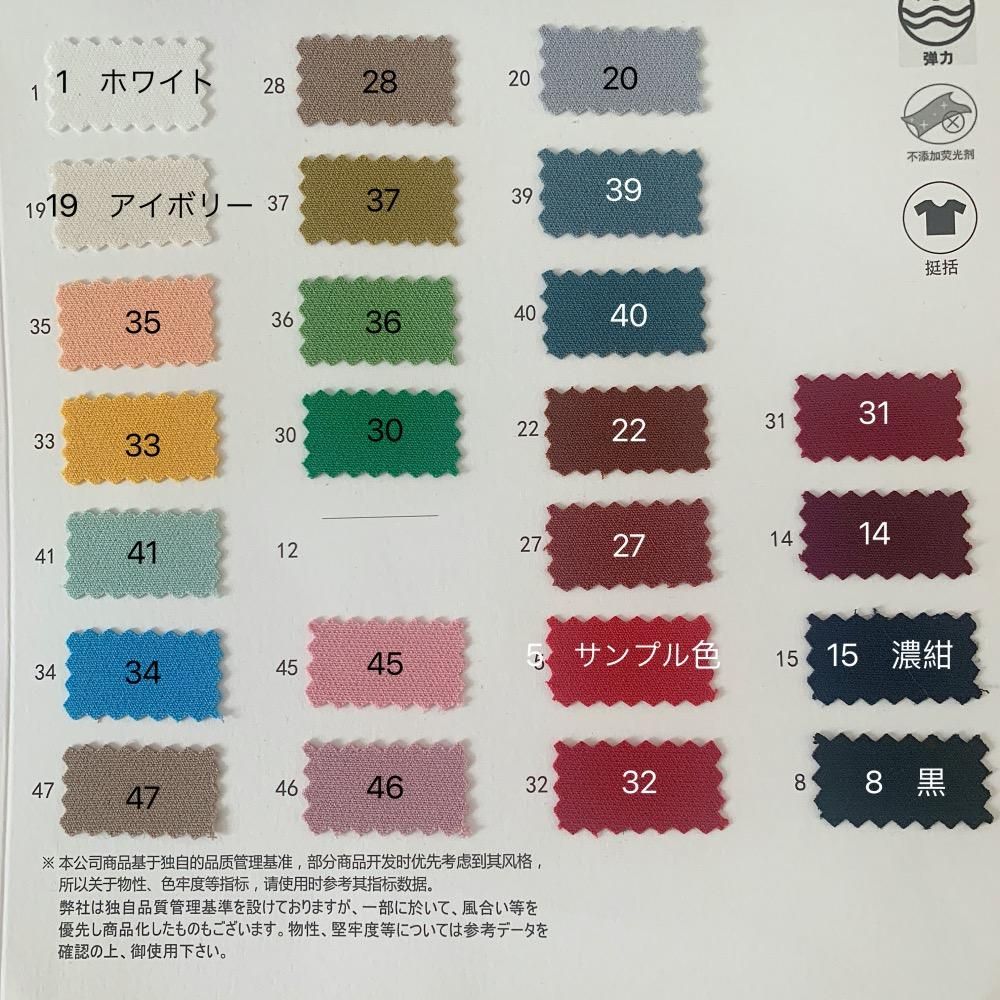 弹力
不添加荧光剂
挺括
1 1　ホワイト
28 28
20 20
19 19　アイボリー
37 37
39 39
35 35
36 36
40 40
33 33
30 30
22 22
31 31
41 41
12
27 27
14 14
34 34
45 45
5 5　サンプル色
15 15　濃紺
47 47
46 46
32 32
8 8　黒
※ 本公司商品基于独自的品质管理基准，部分商品开发时优先考虑到其风格，
所以关于物性、色牢度等指标，请使用时参考其指标数据。
弊社は独自品質管理基準を設けておりますが、一部に於いて、風合い等を
優先し商品化したものもございます。物性、堅牢度等については参考データを
確認の上、御使用下さい。